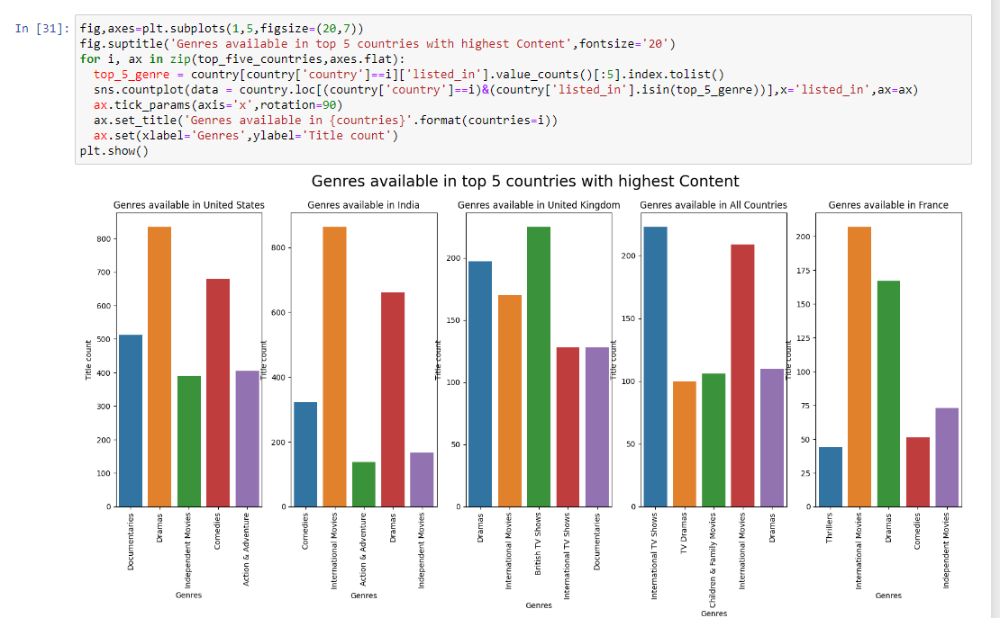 In [31]:
fig,axes=plt.subplots(1,5,figsize=(20,7))
fig.suptitle('Genres available in top 5 countries with highest Content',fontsize='20')
for i, ax in zip(top_five_countries,axes.flat):
  top_5_genre = country[country['country']==i]['listed_in'].value_counts()[:5].index.tolist()
  sns.countplot(data = country.loc[(country['country']==i)&(country['listed_in'].isin(top_5_genre))],x='listed_in',ax=ax)
  ax.tick_params(axis='x',rotation=90)
  ax.set_title('Genres available in {countries}'.format(countries=i))
  ax.set(xlabel='Genres',ylabel='Title count')
plt.show()
Genres available in top 5 countries with highest Content
Genres available in United States
800
700
600
500
400
300
200
100
0
Title count
Documentaries
Dramas
Independent Movies
Comedies
Action & Adventure
Genres
Genres available in India
800
600
400
200
0
Title count
Comedies
International Movies
Action & Adventure
Dramas
Independent Movies
Genres
Genres available in United Kingdom
200
150
100
50
0
Title count
Dramas
International Movies
British TV Shows
International TV Shows
Documentaries
Genres
Genres available in All Countries
200
150
100
50
0
Title count
International TV Shows
TV Dramas
Children & Family Movies
International Movies
Dramas
Genres
Genres available in France
200
175
150
125
100
75
50
25
0
Title count
Thrillers
International Movies
Dramas
Comedies
Independent Movies
Genres